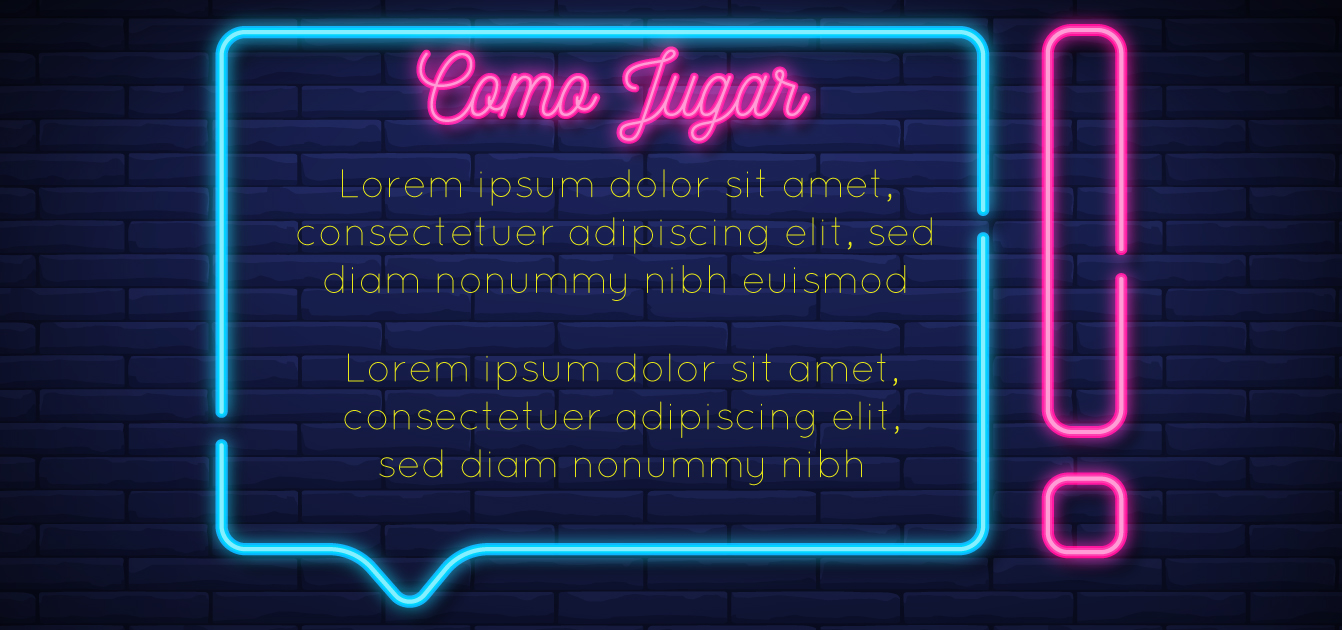 Como Jugar
Lorem ipsum dolor sit amet,
consectetuer adipiscing elit, sed
diam nonummy nibh euismod
Lorem ipsum dolor sit amet,
consectetuer adipiscing elit,
sed diam nonummy nibh